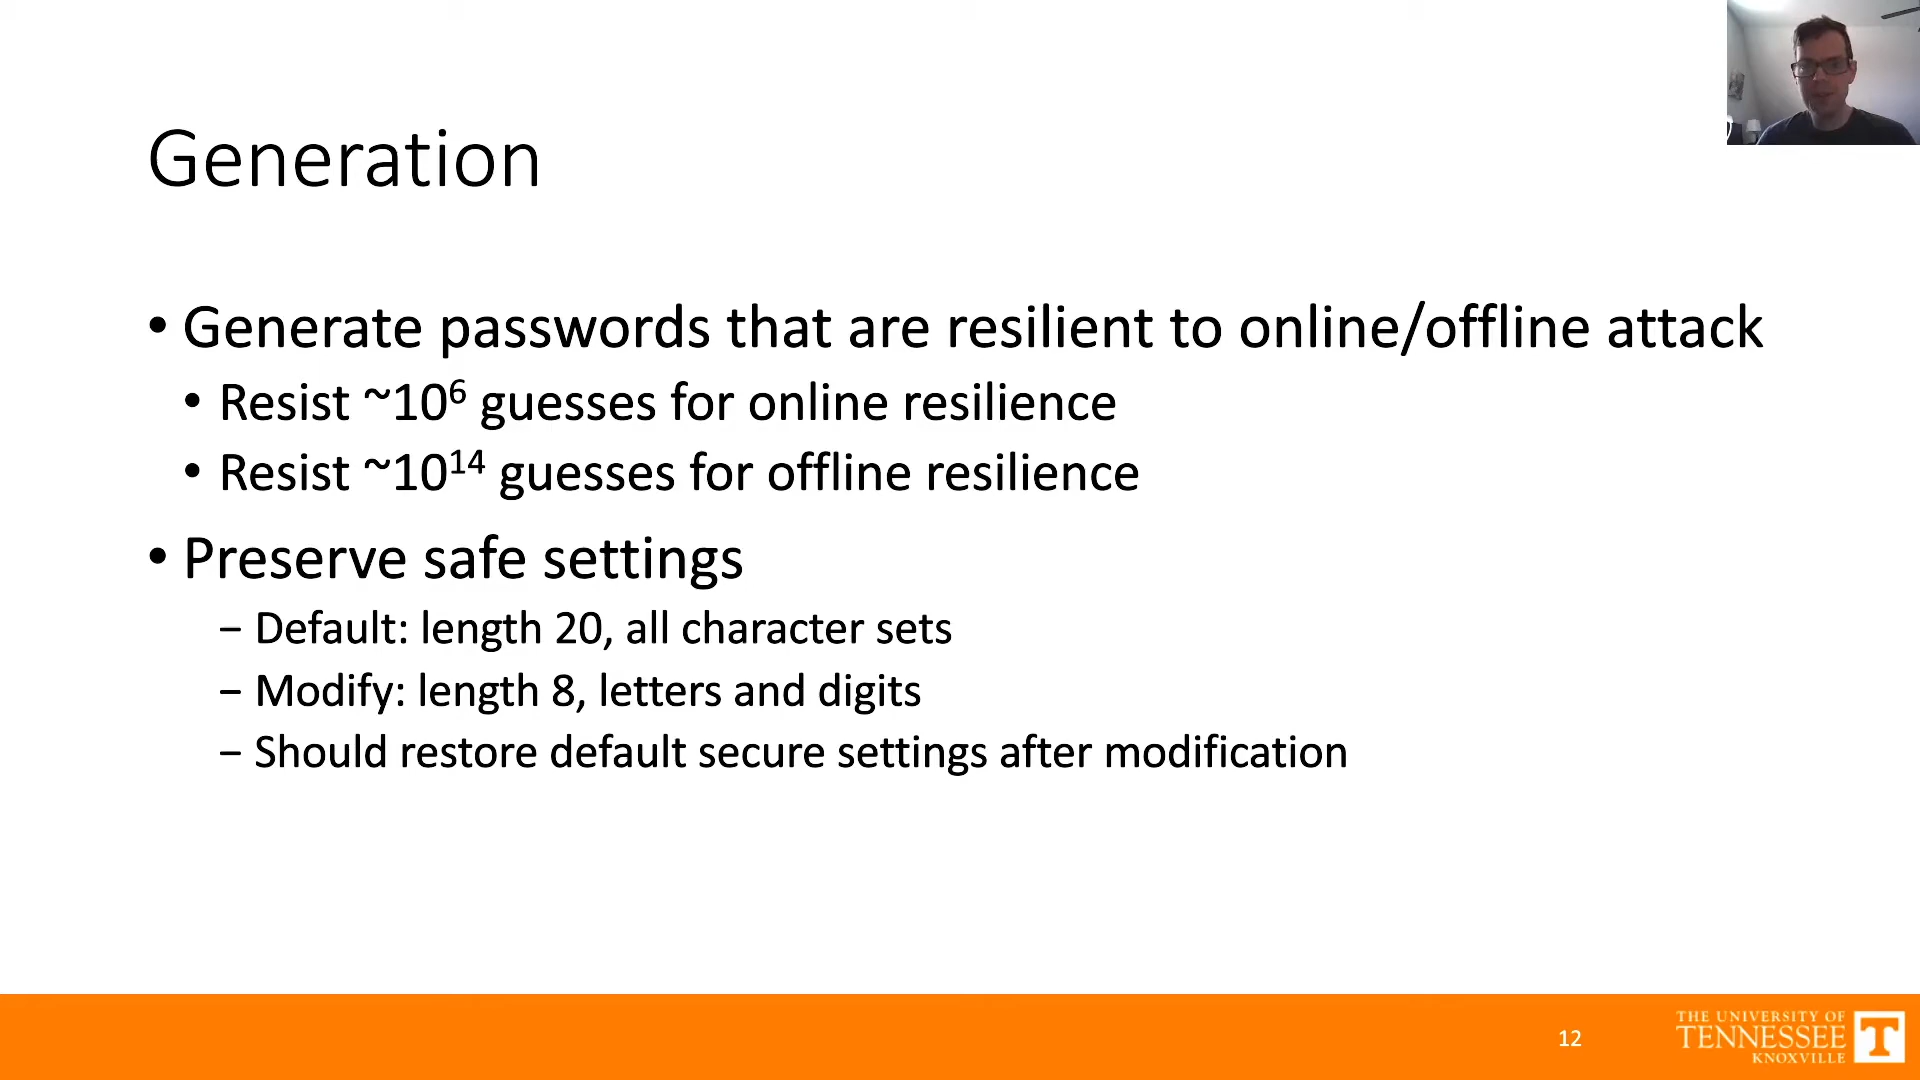 Generation
• Generate passwords that are resilient to online/offline attack
• Resist ~10⁶ guesses for online resilience
• Resist ~10¹⁴ guesses for offline resilience
• Preserve safe settings
– Default: length 20, all character sets
– Modify: length 8, letters and digits
– Should restore default secure settings after modification
12
THE UNIVERSITY OF
TENNESSEE
KNOXVILLE
T